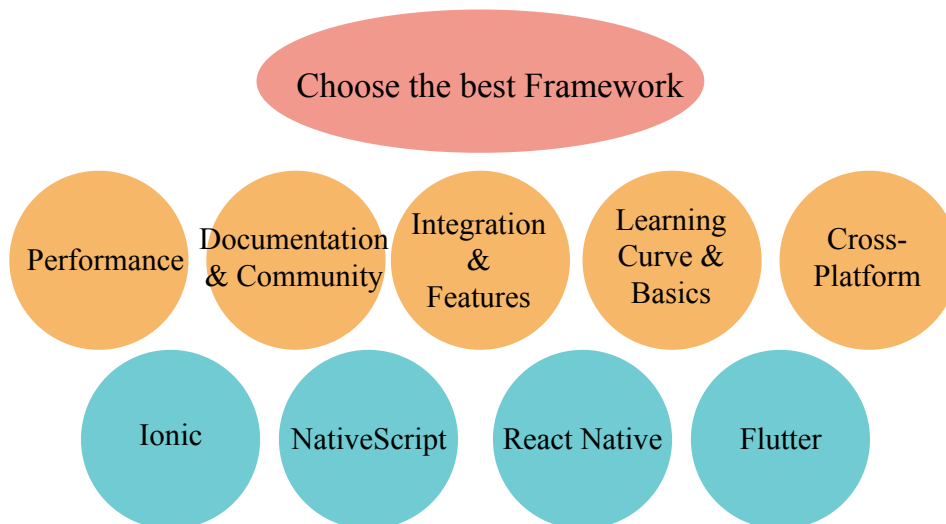 Choose the best Framework
Performance
Documentation
& Community
Integration
&
Features
Learning
Curve &
Basics
Cross-
Platform
Ionic
NativeScript
React Native
Flutter